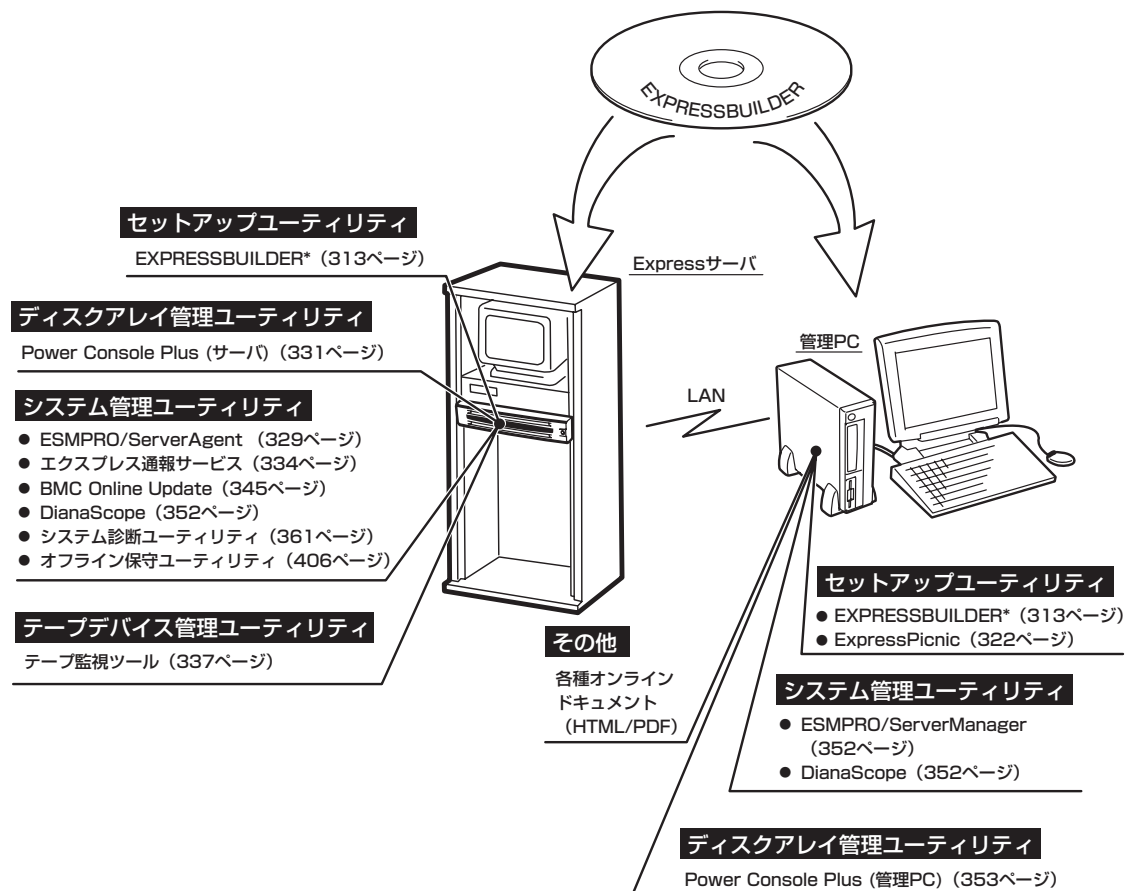 EXPRESSBUILDER
セットアップユーティリティ
EXPRESSBUILDER*（313ページ）
ディスクアレイ管理ユーティリティ
Power Console Plus (サーバ)（331ページ）
システム管理ユーティリティ
● ESMPRO/ServerAgent （329ページ）
● エクスプレス通報サービス（334ページ）
● BMC Online Update（345ページ）
● DianaScope（352ページ）
● システム診断ユーティリティ（361ページ）
● オフライン保守ユーティリティ（406ページ）
テープデバイス管理ユーティリティ
テープ監視ツール（337ページ）
Expressサーバ
LAN
管理PC
その他
各種オンライン
ドキュメント
（HTML/PDF）
セットアップユーティリティ
● EXPRESSBUILDER*（313ページ）
● ExpressPicnic（322ページ）
システム管理ユーティリティ
● ESMPRO/ServerManager
（352ページ）
● DianaScope（352ページ）
ディスクアレイ管理ユーティリティ
Power Console Plus (管理PC)（353ページ）